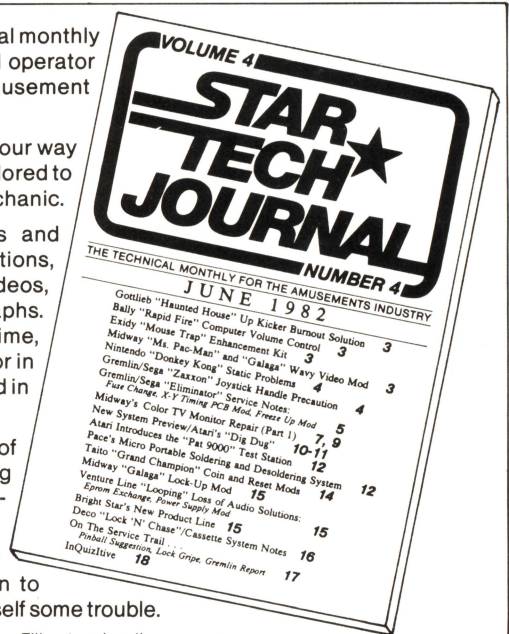 al monthly
l operator
usement
our way
lored to
chanic.
s and
tions,
deos,
phs.
ime,
or in
d in
of
g
-
n to
self some trouble.
VOLUME 4
STAR
TECH
JOURNAL
NUMBER 4
THE TECHNICAL MONTHLY FOR THE AMUSEMENTS INDUSTRY
JUNE 1982
Gottlieb "Haunted House" Up Kicker Burnout Solution 3
Bally "Rapid Fire" Computer Volume Control 3
Exidy "Mouse Trap" Enhancement Kit 3
Midway "Ms. Pac-Man" and "Galaga" Wavy Video Mod 3
Nintendo "Donkey Kong" Static Problems 4
Gremlin/Sega "Zaxxon" Joystick Handle Precaution 4
Gremlin/Sega "Eliminator" Service Notes:
Fuse Change, X-Y Timing PCB Mod, Freeze Up Mod 5
Midway's Color TV Monitor Repair (Part 1) 7, 9
New System Preview/Atari's "Dig Dug" 10-11
Atari Introduces the "Pat 9000" Test Station 12
Pace's Micro Portable Soldering and Desoldering System 12
Taito "Grand Champion" Coin and Reset Mods 14
Midway "Galaga" Lock-Up Mod 15
Venture Line "Looping" Loss of Audio Solutions:
Eprom Exchange, Power Supply Mod 15
Bright Star's New Product Line 15
Deco "Lock 'N' Chase"/Cassette System Notes 16
On The Service Trail . . .
Pinball Suggestion, Lock Gripe, Gremlin Report 17
InQuizItive 18